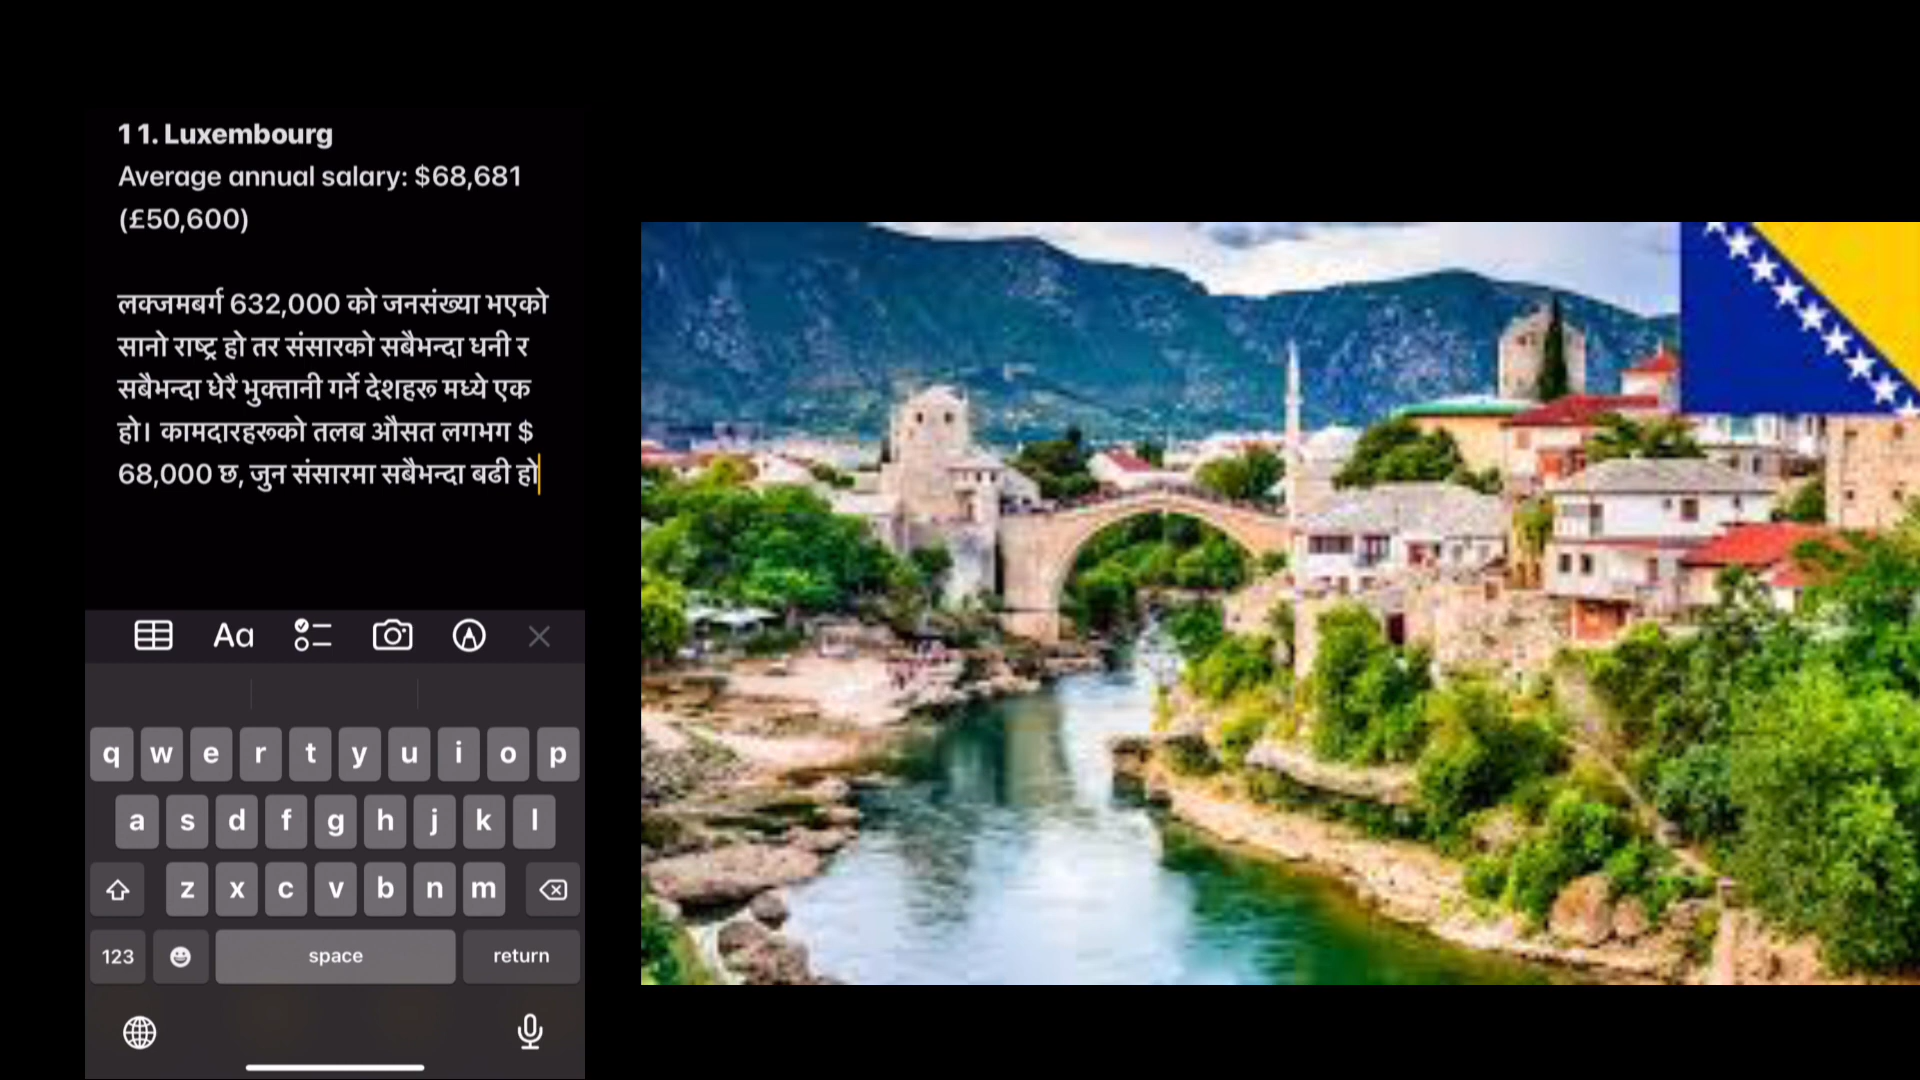 11. Luxembourg
Average annual salary: $68,681
(£50,600)
लक्जमबर्ग 632,000 को जनसंख्या भएको
सानो राष्ट्र हो तर संसारको सबैभन्दा धनी र
सबैभन्दा धेरै भुक्तानी गर्ने देशहरू मध्ये एक
हो। कामदारहरूको तलब औसत लगभग $
68,000 छ, जुन संसारमा सबैभन्दा बढी हो
Aa
q w e r t y u i o p
a s d f g h j k l
z x c v b n m
123 space return